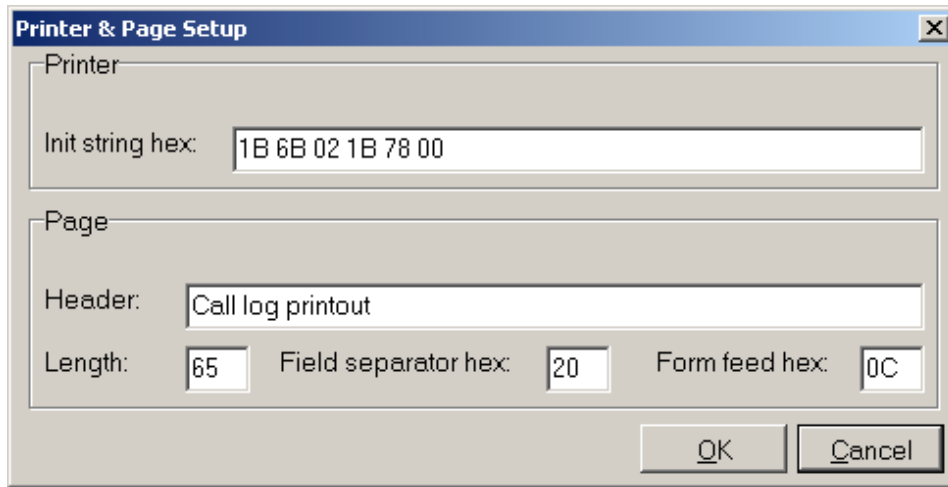 Printer & Page Setup
Printer
Init string hex: 1B 6B 02 1B 78 00
Page
Header: Call log printout
Length: 65 Field separator hex: 20 Form feed hex: 0C
OK Cancel